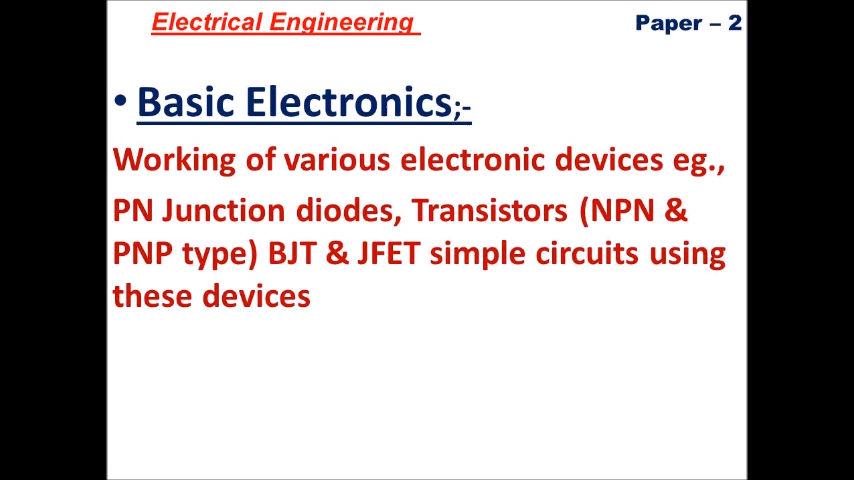 Electrical Engineering
Paper – 2
• Basic Electronics;-
Working of various electronic devices eg.,
PN Junction diodes, Transistors (NPN &
PNP type) BJT & JFET simple circuits using
these devices